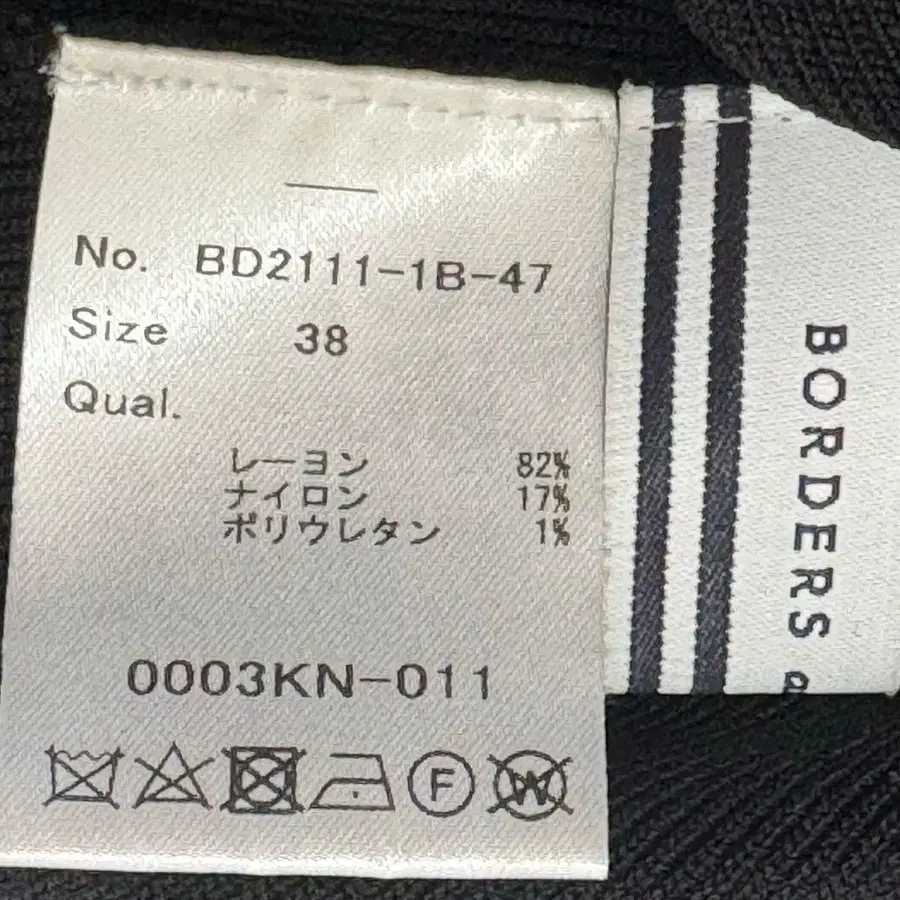 No. BD2111-1B-47
Size 38
Qual.
レーヨン 82%
ナイロン 17%
ポリウレタン 1%
0003KN-011
F W
BORDERS